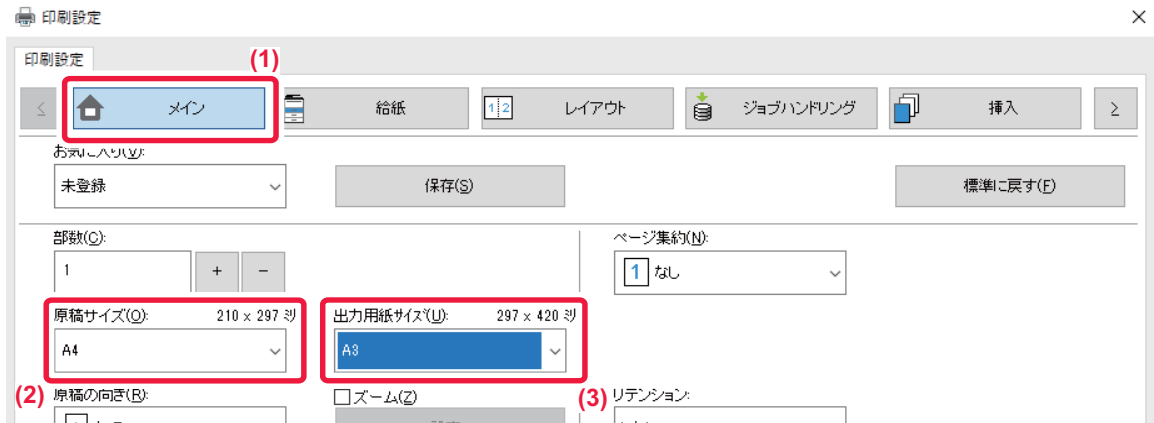 印刷設定
印刷設定
(1)
メイン
給紙
1 2 レイアウト
ジョブハンドリング
挿入
お気に入り(V):
未登録
保存(S)
標準に戻す(F)
部数(C):
1
+ −
ページ集約(N):
1 なし
原稿サイズ(O): 210 x 297 ミリ
出力用紙サイズ(U): 297 x 420 ミリ
A4
A3
(2)
原稿の向き(R):
ズーム(Z)
(3)
リテンション: